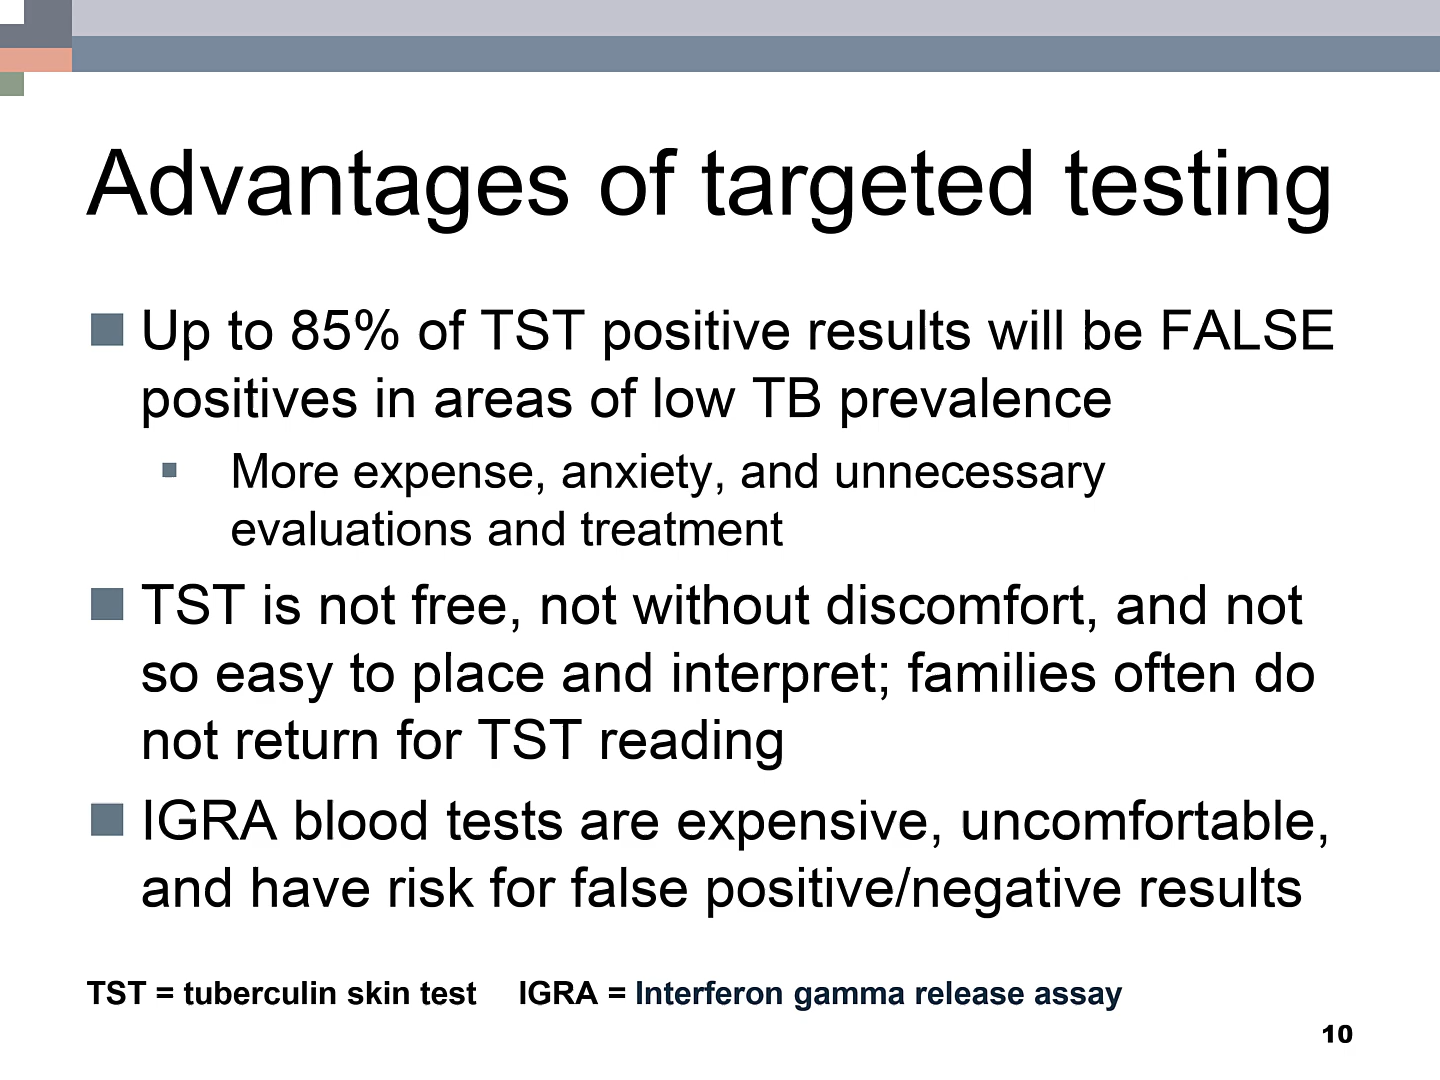 Advantages of targeted testing
Up to 85% of TST positive results will be FALSE
positives in areas of low TB prevalence
More expense, anxiety, and unnecessary
evaluations and treatment
TST is not free, not without discomfort, and not
so easy to place and interpret; families often do
not return for TST reading
IGRA blood tests are expensive, uncomfortable,
and have risk for false positive/negative results
TST = tuberculin skin test IGRA = Interferon gamma release assay
10